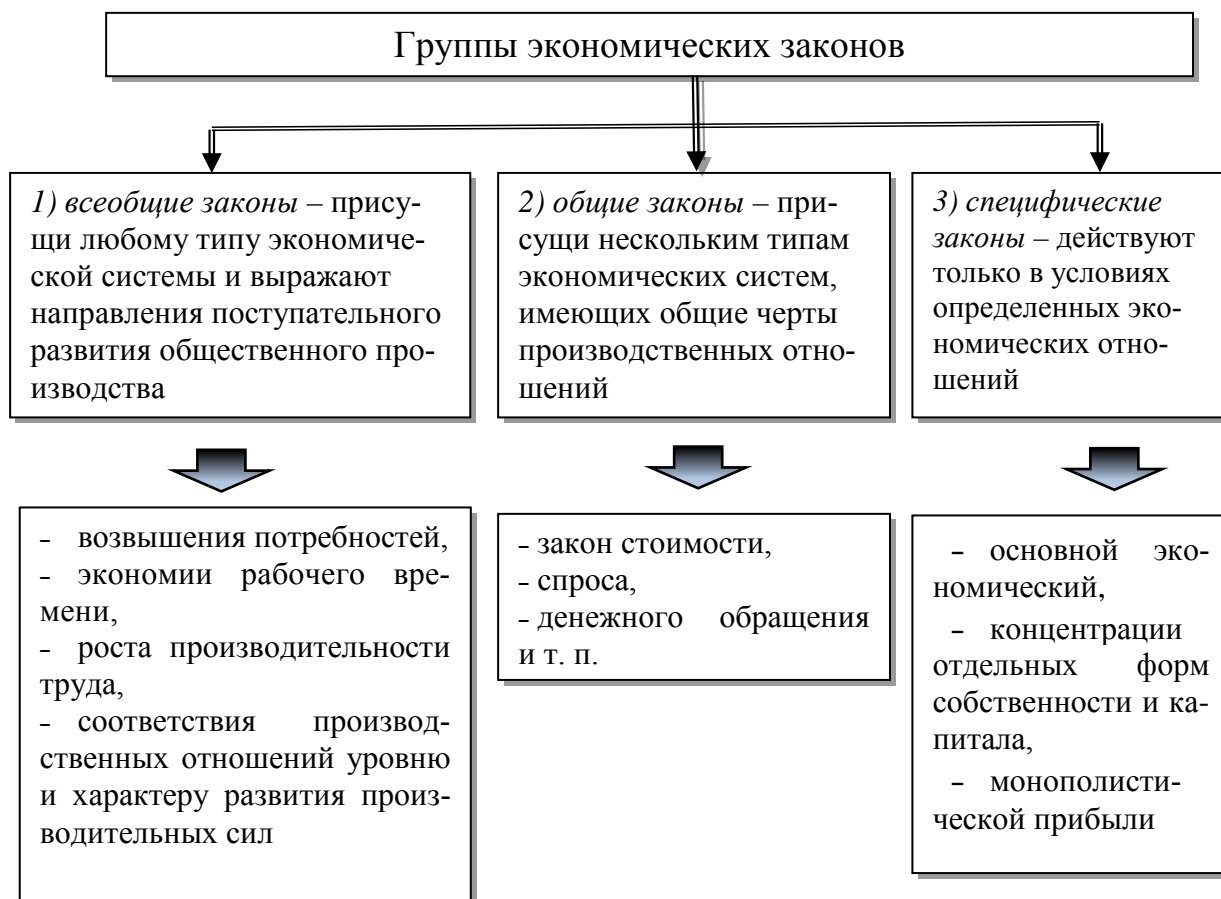 Группы экономических законов
1) всеобщие законы – прису-
щи любому типу экономиче-
ской системы и выражают
направления поступательного
развития общественного про-
изводства
2) общие законы – при-
сущи нескольким типам
экономических систем,
имеющих общие черты
производственных отно-
шений
3) специфические
законы – действуют
только в условиях
определенных эко-
номических отно-
шений
- возвышения потребностей,
- экономии рабочего вре-
мени,
- роста производительности
труда,
- соответствия производ-
ственных отношений уровню
и характеру развития произ-
водительных сил
- закон стоимости,
- спроса,
- денежного обращения
и т. п.
- основной эко-
номический,
- концентрации
отдельных форм
собственности и ка-
питала,
- монополисти-
ческой прибыли